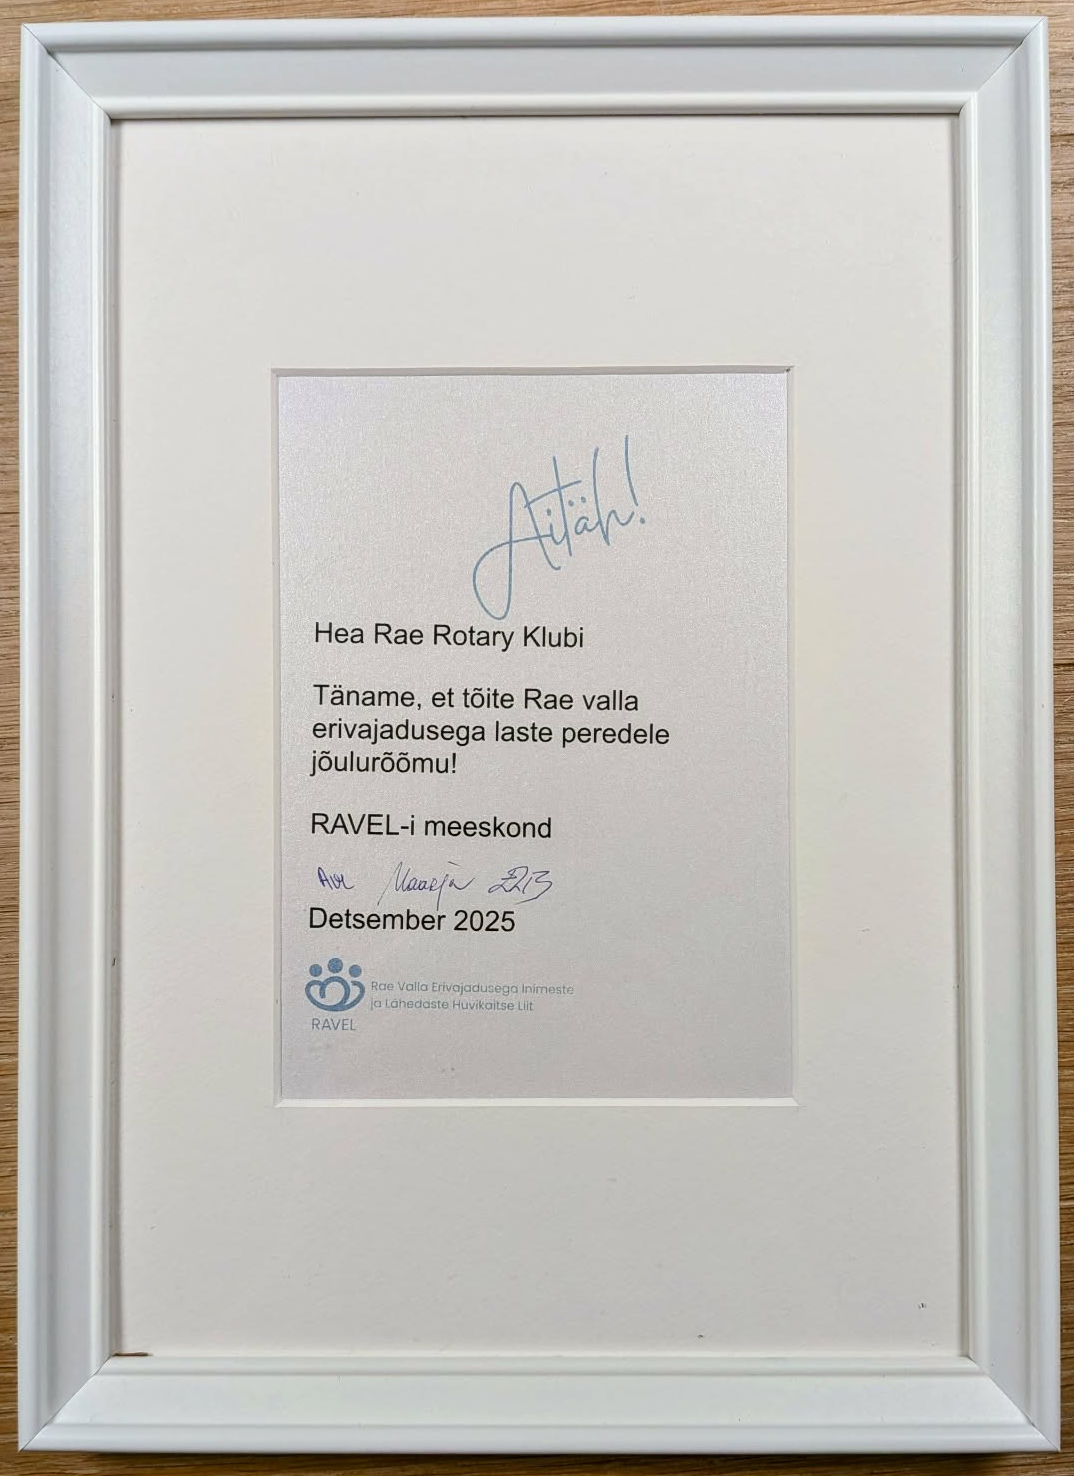 Aitäh!
Hea Rae Rotary Klubi
Täname, et tõite Rae valla
erivajadusega laste peredele
jõulurõõmu!
RAVEL-i meeskond
Maarja
Detsember 2025
Rae Valla Erivajadusega Inimeste
ja Lähedaste Huvikaitse Liit
RAVEL